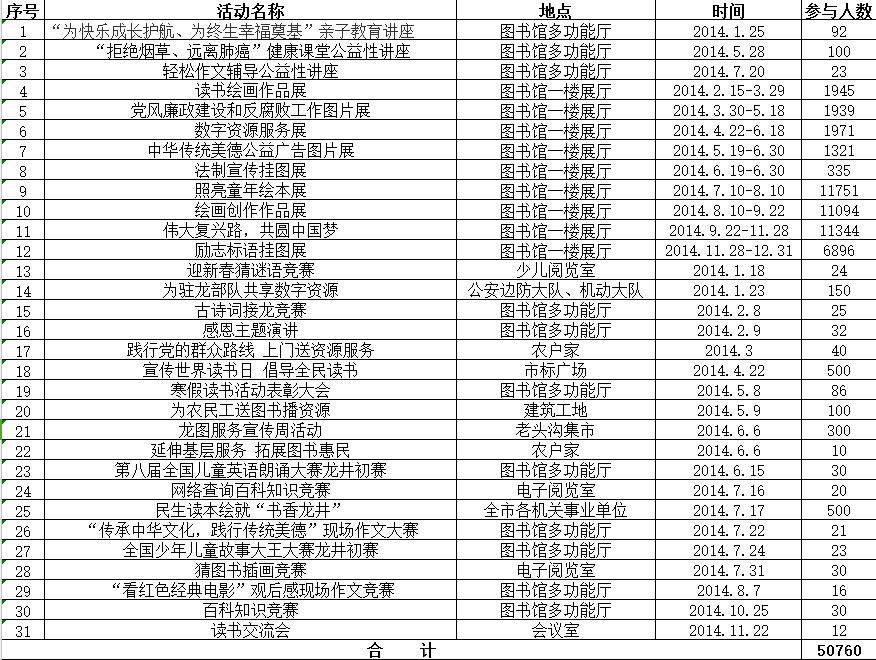 序号 活动名称 地点 时间 参与人数
1 “为快乐成长护航、为终生幸福奠基”亲子教育讲座 图书馆多功能厅 2014.1.25 92
2 “拒绝烟草、远离肺癌”健康课堂公益性讲座 图书馆多功能厅 2014.5.28 100
3 轻松作文辅导公益性讲座 图书馆多功能厅 2014.7.20 23
4 读书绘画作品展 图书馆一楼展厅 2014.2.15-3.29 1945
5 党风廉政建设和反腐败工作图片展 图书馆一楼展厅 2014.3.30-5.18 1939
6 数字资源服务展 图书馆一楼展厅 2014.4.22-6.18 1971
7 中华传统美德公益广告图片展 图书馆一楼展厅 2014.5.19-6.30 1321
8 法制宣传挂图展 图书馆一楼展厅 2014.6.19-6.30 335
9 照亮童年绘本展 图书馆一楼展厅 2014.7.10-8.10 11751
10 绘画创作作品展 图书馆一楼展厅 2014.8.10-9.22 11094
11 伟大复兴路，共圆中国梦 图书馆一楼展厅 2014.9.22-11.28 11344
12 励志标语挂图展 图书馆一楼展厅 2014.11.28-12.31 6896
13 迎新春猜谜语竞赛 少儿阅览室 2014.1.18 24
14 为驻龙部队共享数字资源 公安边防大队、机动大队 2014.1.23 150
15 古诗词接龙竞赛 图书馆多功能厅 2014.2.8 25
16 感恩主题演讲 图书馆多功能厅 2014.2.9 32
17 践行党的群众路线 上门送资源服务 农户家 2014.3 40
18 宣传世界读书日 倡导全民读书 市标广场 2014.4.22 500
19 寒假读书活动表彰大会 图书馆多功能厅 2014.5.8 86
20 为农民工送图书播资源 建筑工地 2014.5.9 100
21 龙图服务宣传周活动 老头沟集市 2014.6.6 300
22 延伸基层服务 拓展图书惠民 农户家 2014.6.6 10
23 第八届全国儿童英语朗诵大赛龙井初赛 图书馆多功能厅 2014.6.15 30
24 网络查询百科知识竞赛 电子阅览室 2014.7.16 20
25 民生读本绘就“书香龙井” 全市各机关事业单位 2014.7.17 500
26 “传承中华文化，践行传统美德”现场作文大赛 图书馆多功能厅 2014.7.22 21
27 全国少年儿童故事大王大赛龙井初赛 图书馆多功能厅 2014.7.24 23
28 猜图书插画竞赛 电子阅览室 2014.7.31 30
29 “看红色经典电影”观后感现场作文竞赛 图书馆多功能厅 2014.8.7 16
30 百科知识竞赛 图书馆多功能厅 2014.10.25 30
31 读书交流会 会议室 2014.11.22 12
合 计 50760